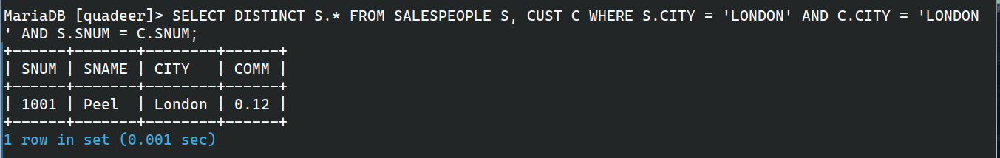 MariaDB [quadeer]> SELECT DISTINCT S.* FROM SALESPEOPLE S, CUST C WHERE S.CITY = 'LONDON' AND C.CITY = 'LONDON
' AND S.SNUM = C.SNUM;
+------+-------+--------+------+
| SNUM | SNAME | CITY   | COMM |
+------+-------+--------+------+
| 1001 | Peel  | London | 0.12 |
+------+-------+--------+------+
1 row in set (0.001 sec)